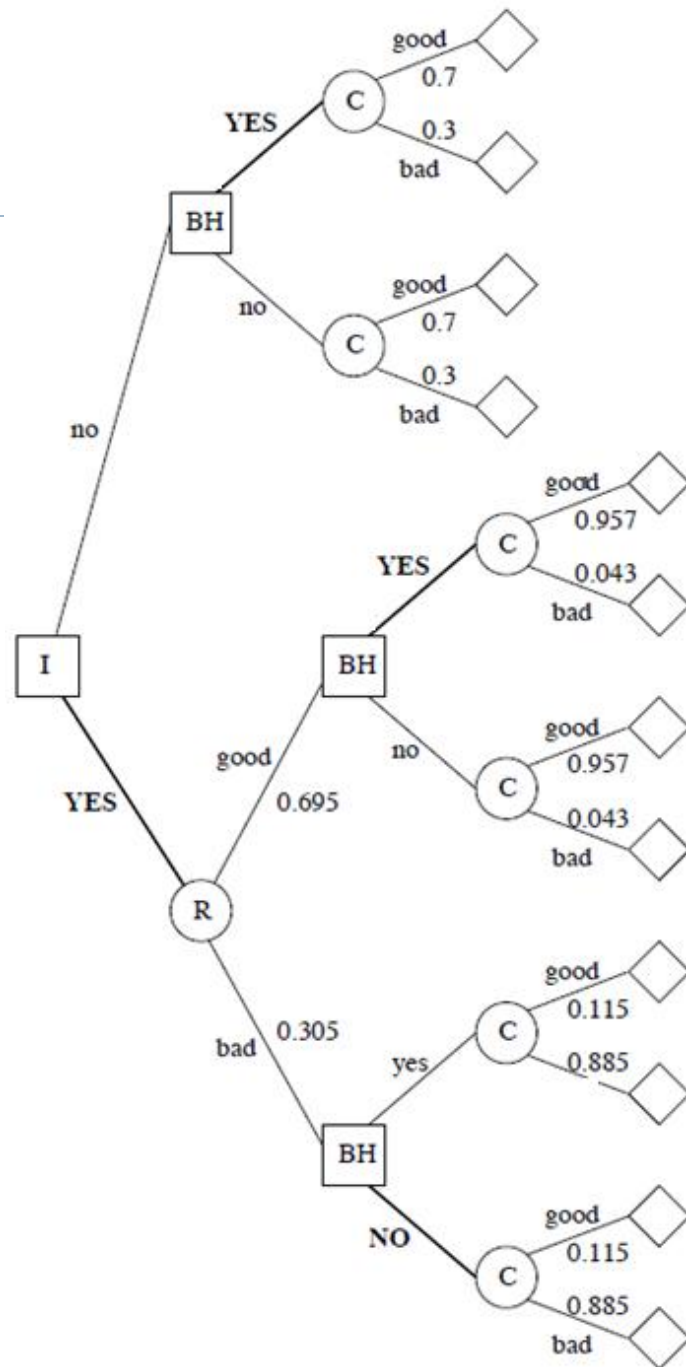 good
0.7
YES
C
0.3
bad
BH
good
no
0.7
C
0.3
bad
no
good
0.957
YES
C
0.043
bad
I
BH
good
good
no
0.957
YES
0.695
C
0.043
bad
R
good
0.115
0.305
C
bad
yes
0.885
BH
good
NO
0.115
C
0.885
bad